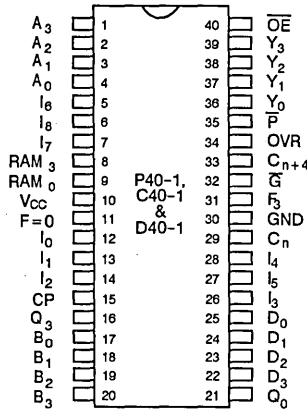 A3 1 40 OE
A2 2 39 Y3
A1 3 38 Y2
A0 4 37 Y1
I6 5 36 Y0
I8 6 35 P
I7 7 34 OVR
RAM3 8 33 Cn+4
RAM0 9 P40-1, 32 G
VCC 10 C40-1 31 F3
F=0 11 & 30 GND
I0 12 D40-1 29 Cn
I1 13 28 I4
I2 14 27 I5
CP 15 26 I3
Q3 16 25 D0
B0 17 24 D1
B1 18 23 D2
B2 19 22 D3
B3 20 21 Q0